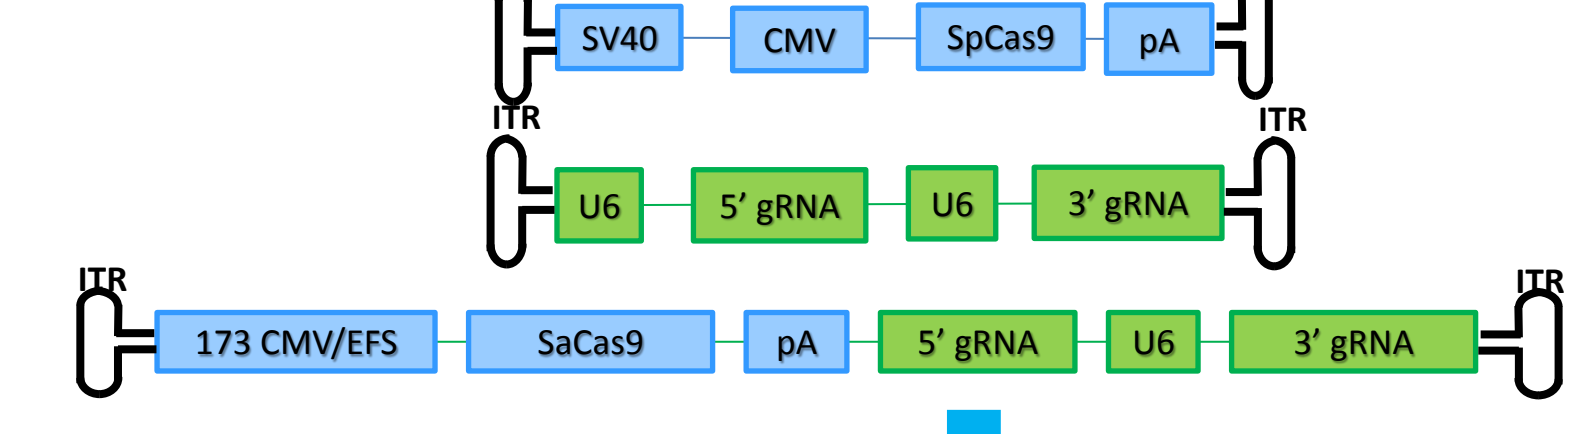 SV40 CMV SpCas9 pA
ITR ITR
U6 5’ gRNA U6 3’ gRNA
ITR ITR
173 CMV/EFS SaCas9 pA 5’ gRNA U6 3’ gRNA